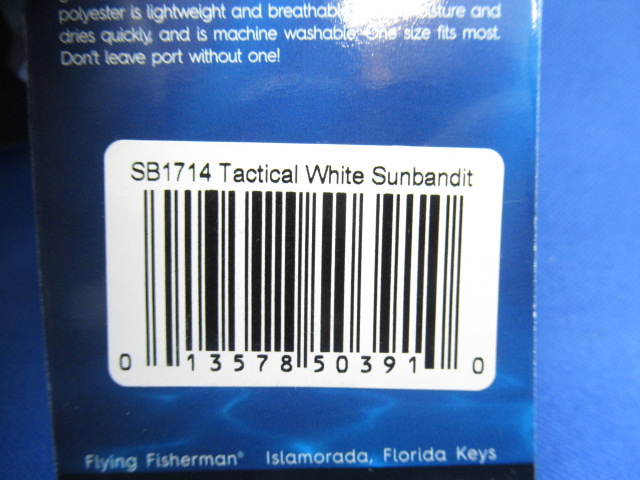 polyester is lightweight and breathable and
dries quickly, and is machine washable. One size fits most.
Don't leave port without one!
SB1714 Tactical White Sunbandit
0 13578 50391 0
Flying Fisherman® Islamorada, Florida Keys